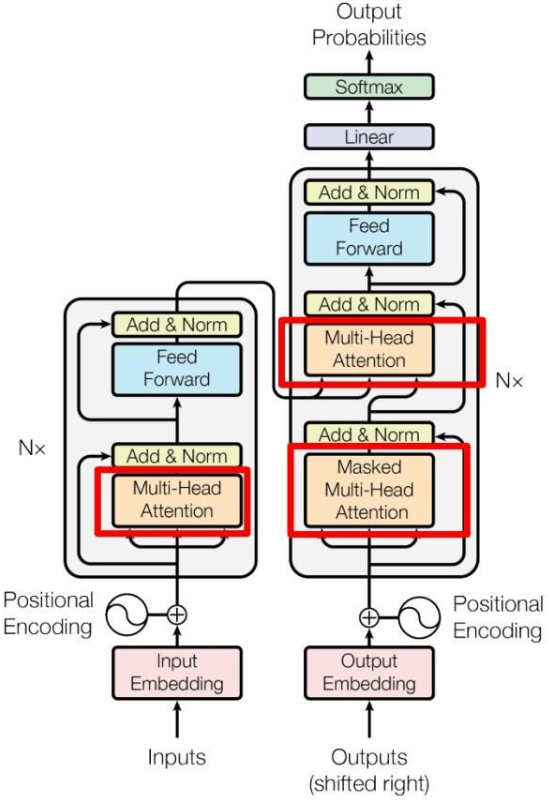 Output
Probabilities
Softmax
Linear
Add & Norm
Feed
Forward
Add & Norm
Multi-Head
Attention
Add & Norm
Masked
Multi-Head
Attention
Nx
Add & Norm
Feed
Forward
Add & Norm
Multi-Head
Attention
Nx
Positional
Encoding
Positional
Encoding
Input
Embedding
Output
Embedding
Inputs
Outputs
(shifted right)